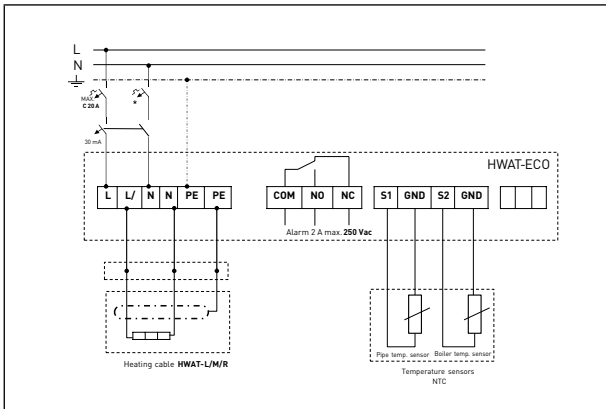 L
N
MAX.
C 20 A
*
30 mA
HWAT-ECO
L L/ N N PE PE
COM NO NC
S1 GND S2 GND
Alarm 2 A max. 250 Vac
Pipe temp. sensor Boiler temp. sensor
Heating cable HWAT-L/M/R
Temperature sensors
NTC